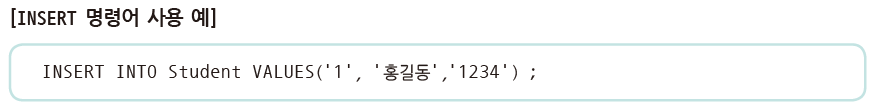 [INSERT 명령어 사용 예]
INSERT INTO Student VALUES('1', '홍길동','1234') ;